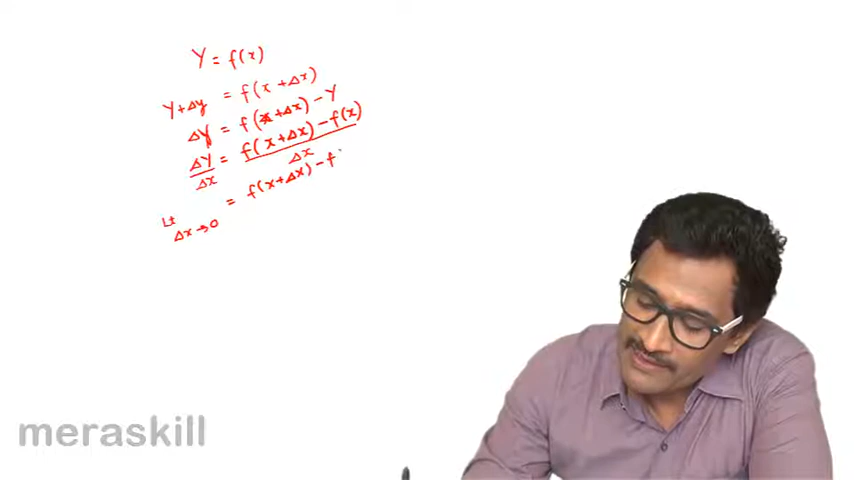 Y = f(x)
Y+Δy = f(x+Δx)
ΔY = f(x+Δx) - Y
ΔY/Δx = f(x+Δx) - f(x)/Δx
= f(x+Δx) - f
Lt Δx→0
meraskill